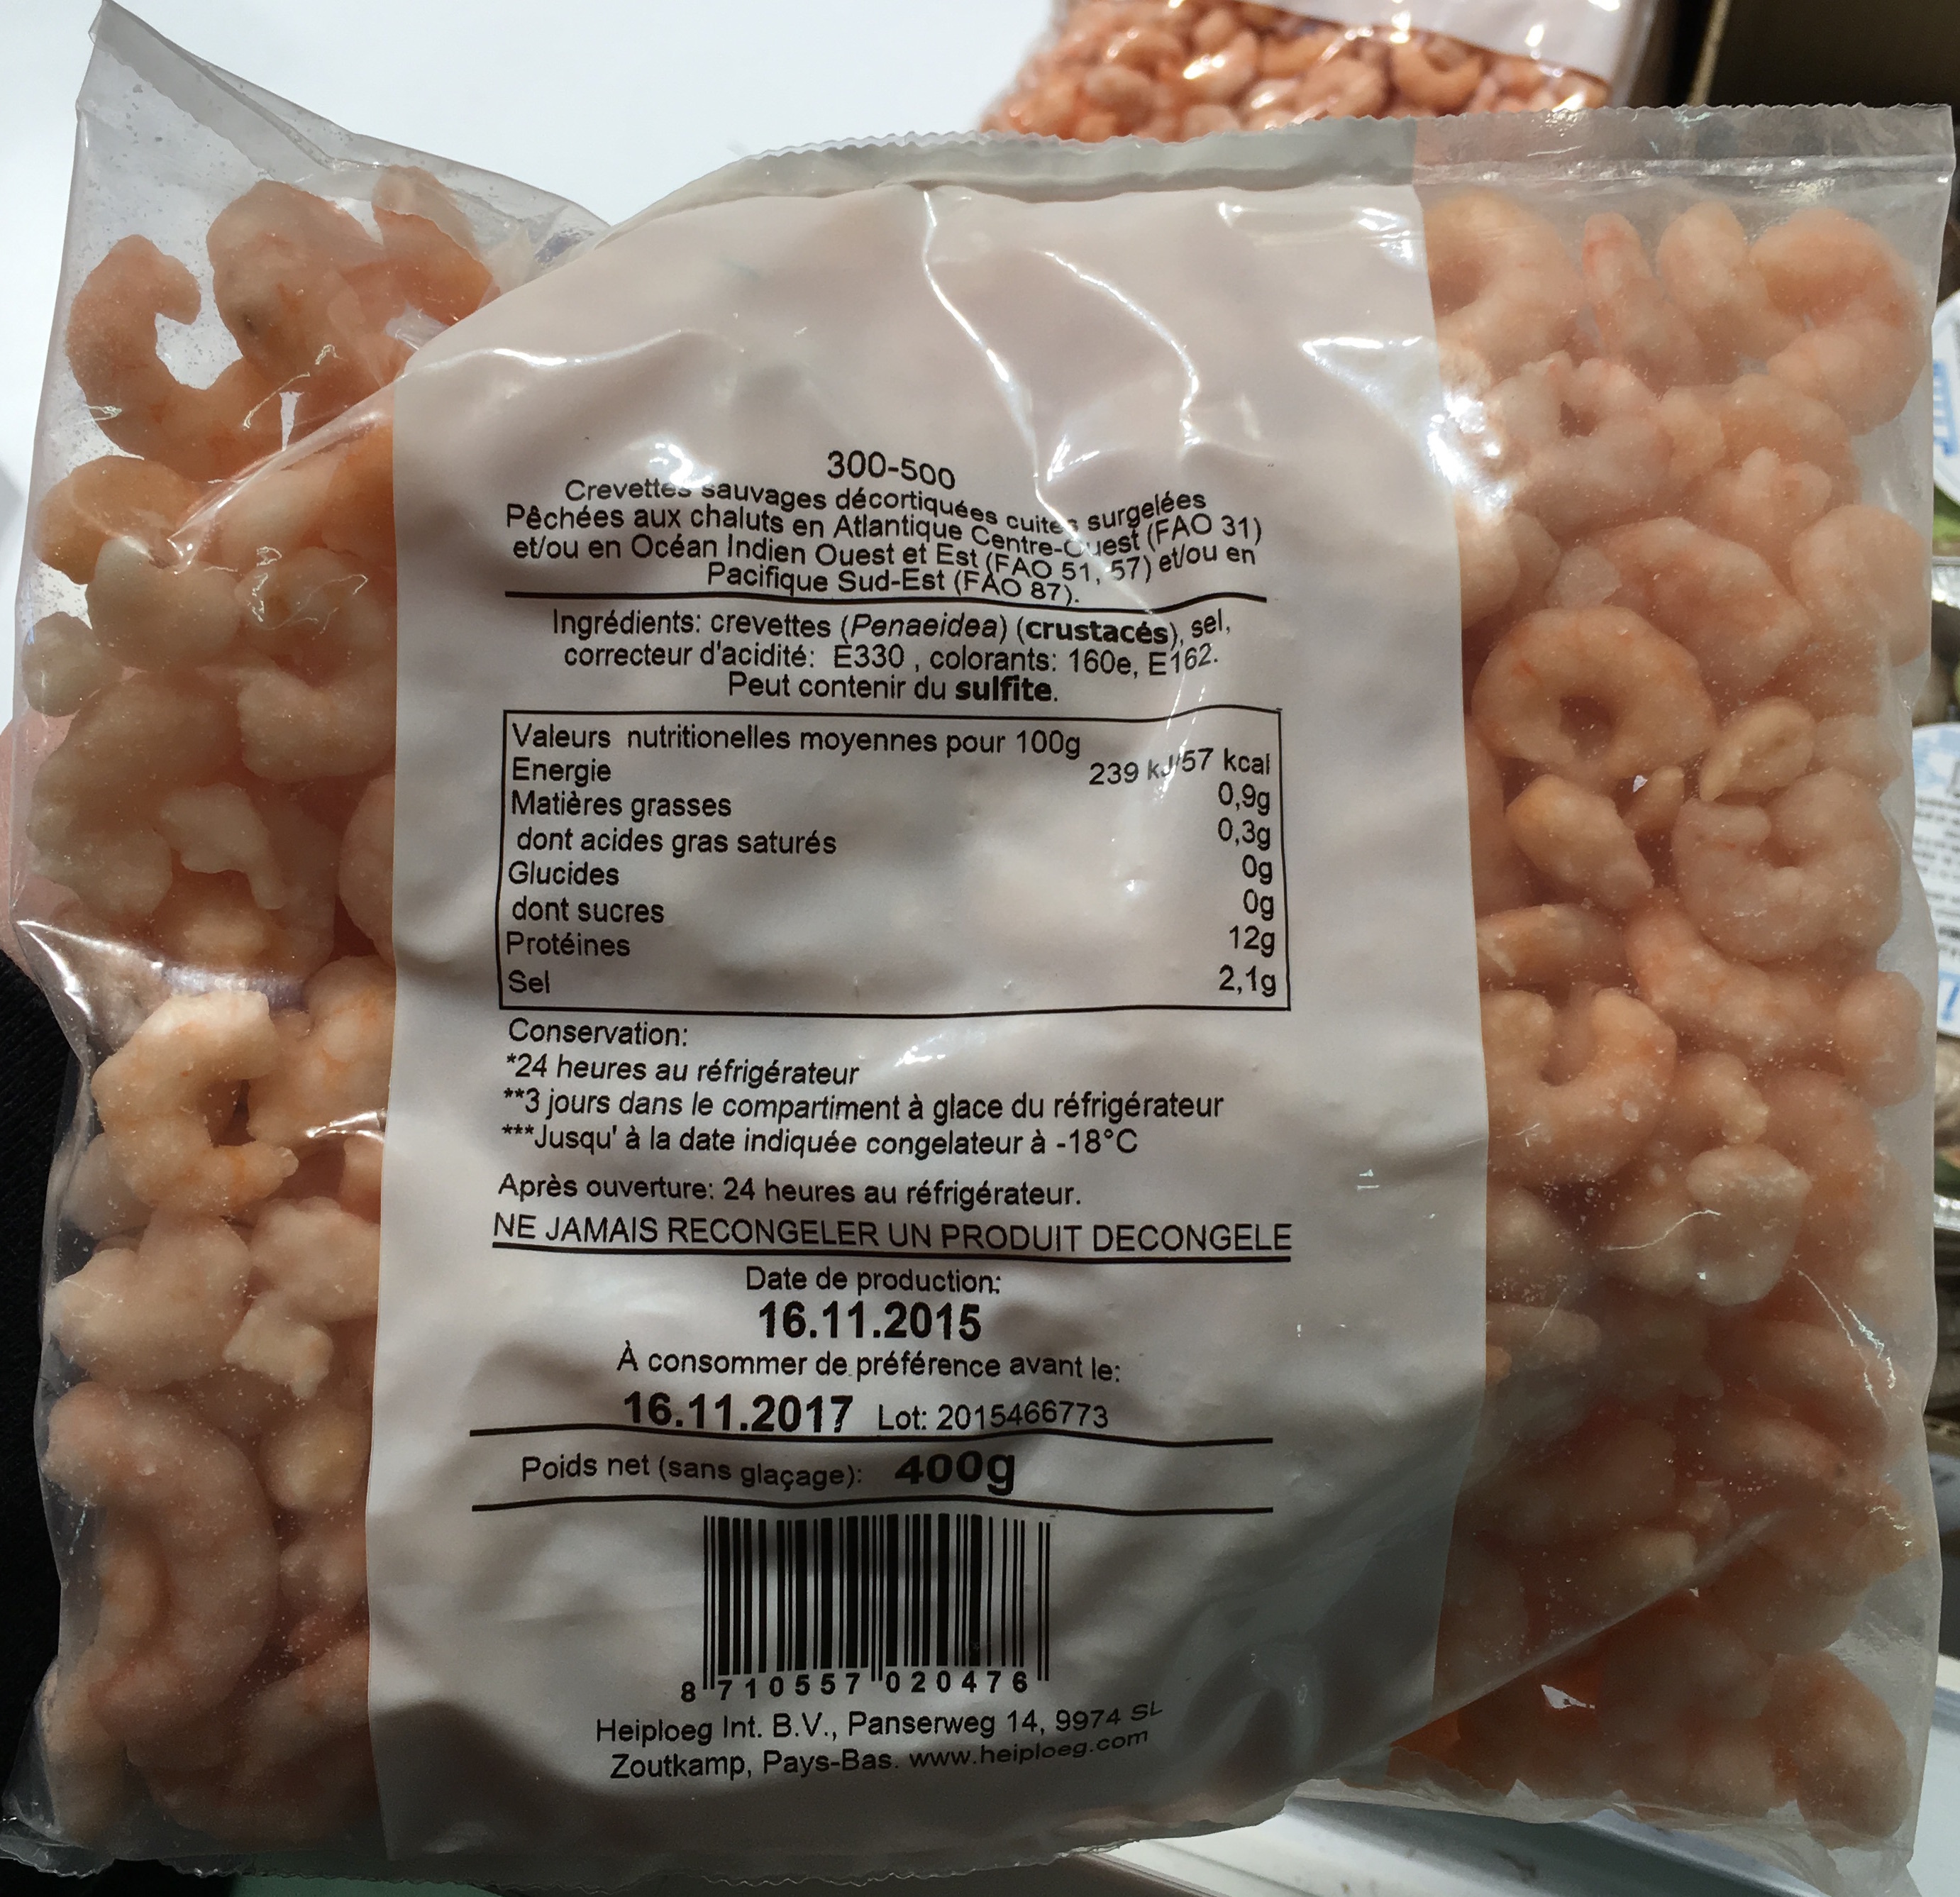 300-500
Crevettes sauvages décortiquées cuites surgelées
Pêchées aux chaluts en Atlantique Centre-Ouest (FAO 31)
et/ou en Océan Indien Ouest et Est (FAO 51, 57) et/ou en
Pacifique Sud-Est (FAO 87).
Ingrédients: crevettes (Penaeidea) (crustacés), sel,
correcteur d'acidité: E330 , colorants: 160e, E162.
Peut contenir du sulfite.
Valeurs nutritionelles moyennes pour 100g
Energie 239 kJ/57 kcal
Matières grasses 0,9g
dont acides gras saturés 0,3g
Glucides 0g
dont sucres 0g
Protéines 12g
Sel 2,1g
Conservation:
*24 heures au réfrigérateur
**3 jours dans le compartiment à glace du réfrigérateur
***Jusqu' à la date indiquée congelateur à -18°C
Après ouverture: 24 heures au réfrigérateur.
NE JAMAIS RECONGELER UN PRODUIT DECONGELE
Date de production:
16.11.2015
À consommer de préférence avant le:
16.11.2017 Lot: 2015466773
Poids net (sans glaçage): 400g
8 710557 020476
Heiploeg Int. B.V., Panserweg 14, 9974 SL
Zoutkamp, Pays-Bas. www.heiploeg.com